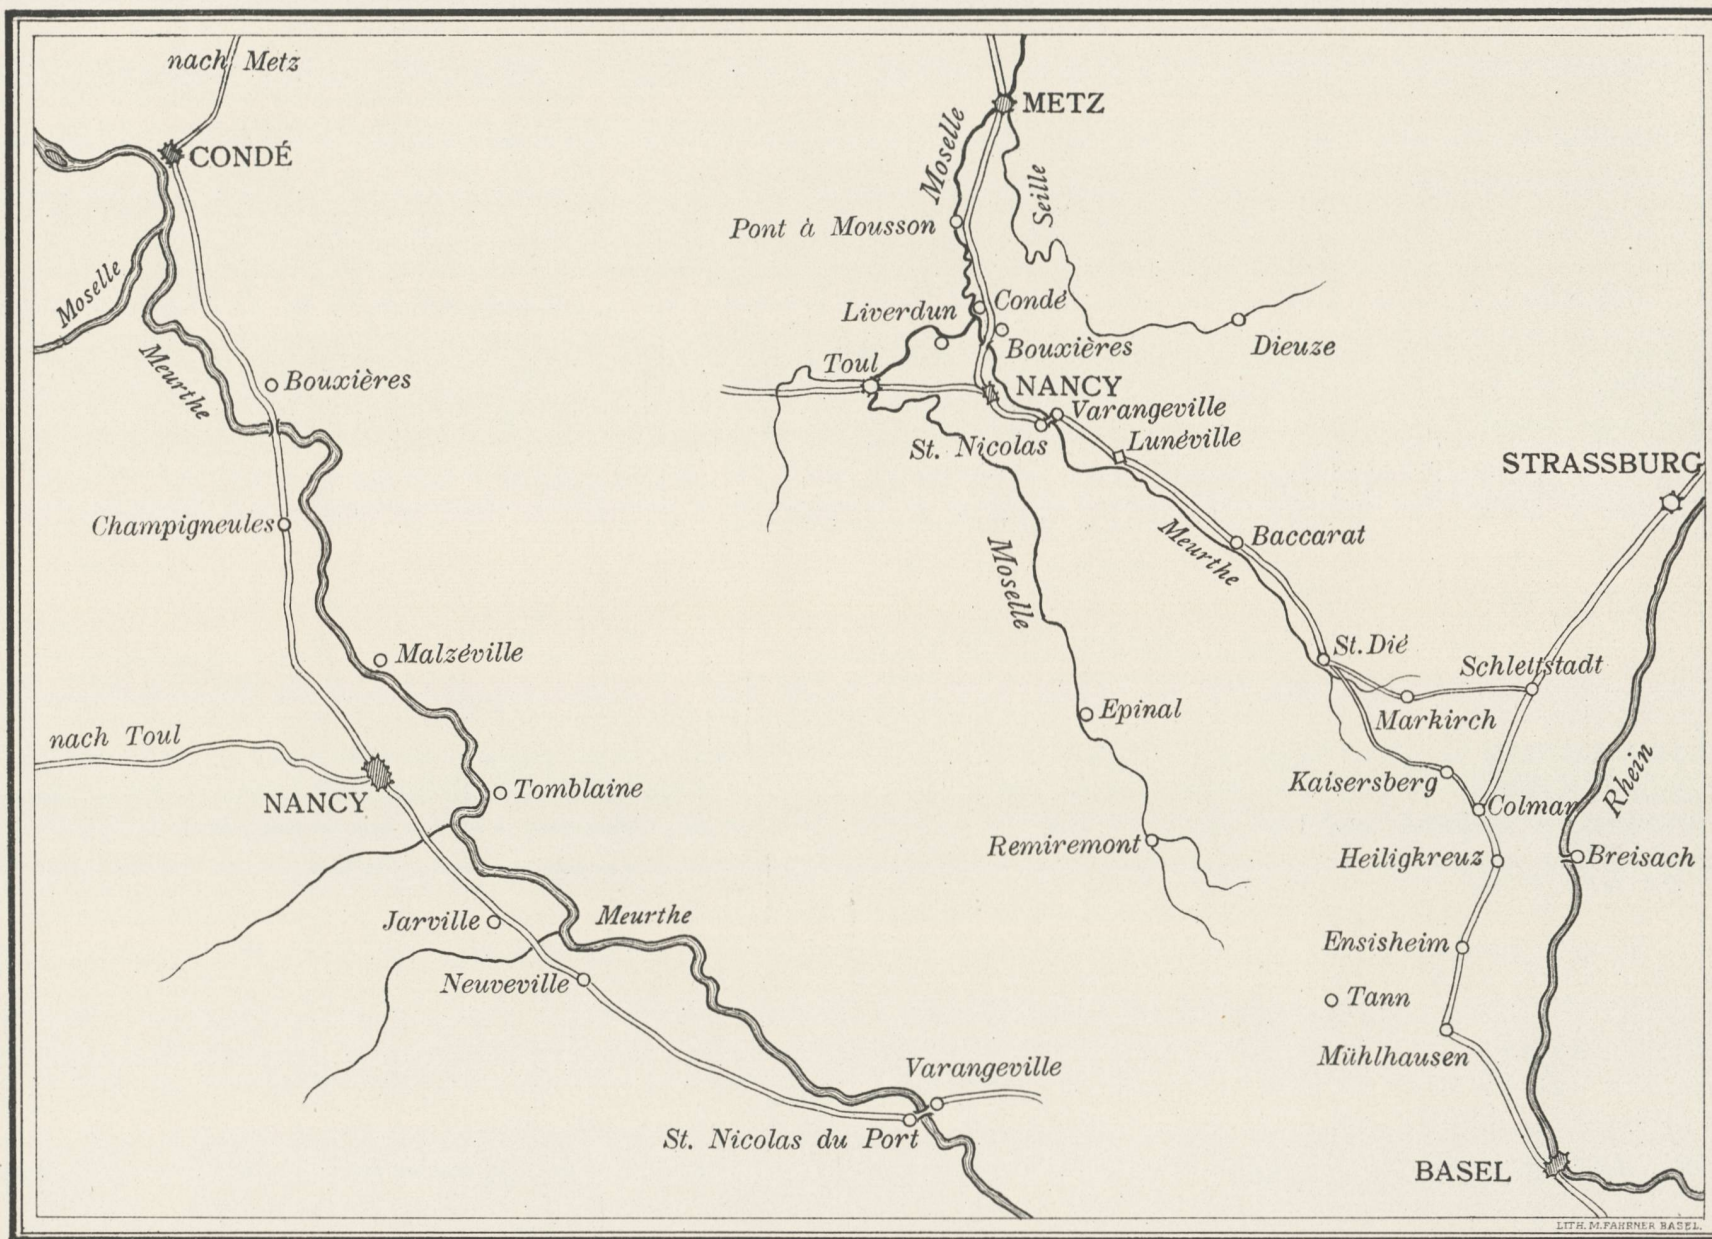 nach Metz
CONDÉ
Moselle
Meurthe
Bouxières
Champigneules
Malzéville
nach Toul
NANCY
Tomblaine
Jarville
Meurthe
Neuveville
Varangeville
St. Nicolas du Port
METZ
Moselle
Seille
Pont à Mousson
Condé
Liverdun
Bouxières
Dieuze
Toul
NANCY
Varangeville
St. Nicolas
Lunéville
STRASSBURG
Baccarat
Meurthe
Moselle
St. Dié
Schlettstadt
Markirch
Epinal
Kaisersberg
Colmar
Rhein
Remiremont
Heiligkreuz
Breisach
Ensisheim
Tann
Mühlhausen
BASEL
LITH. M. FAHRNER BASEL.